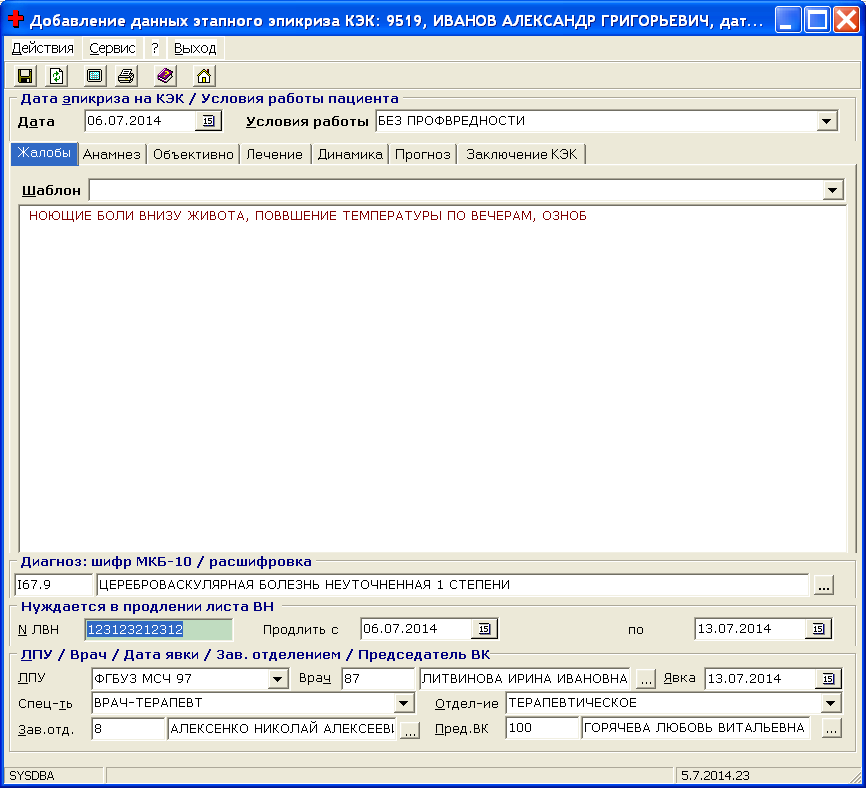 Добавление данных этапного эпикриза КЭК: 9519, ИВАНОВ АЛЕКСАНДР ГРИГОРЬЕВИЧ, дат...
Действия Сервис ? Выход
Дата эпикриза на КЭК / Условия работы пациента
Дата 06.07.2014 15 Условия работы БЕЗ ПРОФВРЕДНОСТИ
Жалобы Анамнез Объективно Лечение Динамика Прогноз Заключение КЭК
Шаблон
НОЮЩИЕ БОЛИ ВНИЗУ ЖИВОТА, ПОВВШЕНИЕ ТЕМПЕРАТУРЫ ПО ВЕЧЕРАМ, ОЗНОБ
Диагноз: шифр МКБ-10 / расшифровка
I67.9 ЦЕРЕБРОВАСКУЛЯРНАЯ БОЛЕЗНЬ НЕУТОЧНЕННАЯ 1 СТЕПЕНИ ...
Нуждается в продлении листа ВН
N ЛВН 123123212312 Продлить с 06.07.2014 15 по 13.07.2014 15
ЛПУ / Врач / Дата явки / Зав. отделением / Председатель ВК
ЛПУ ФГБУЗ МСЧ 97 Врач 87 ЛИТВИНОВА ИРИНА ИВАНОВНА ... Явка 13.07.2014 15
Спец-ть ВРАЧ-ТЕРАПЕВТ Отдел-ие ТЕРАПЕВТИЧЕСКОЕ
Зав.отд. 8 АЛЕКСЕНКО НИКОЛАЙ АЛЕКСЕЕВ ... Пред.ВК 100 ГОРЯЧЕВА ЛЮБОВЬ ВИТАЛЬЕВНА ...
SYSDBA 5.7.2014.23